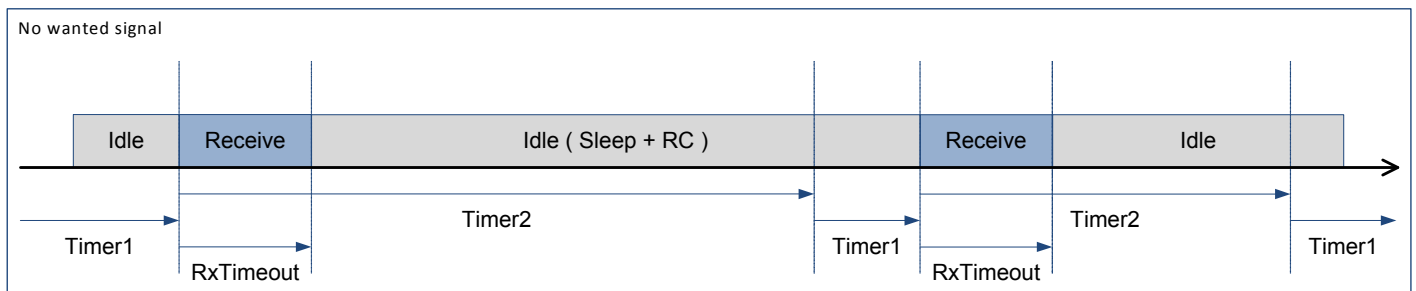 No wanted signal
Idle
Receive
Idle ( Sleep + RC )
Receive
Idle
Timer2
Timer2
Timer1
Timer1
Timer1
RxTimeout
RxTimeout